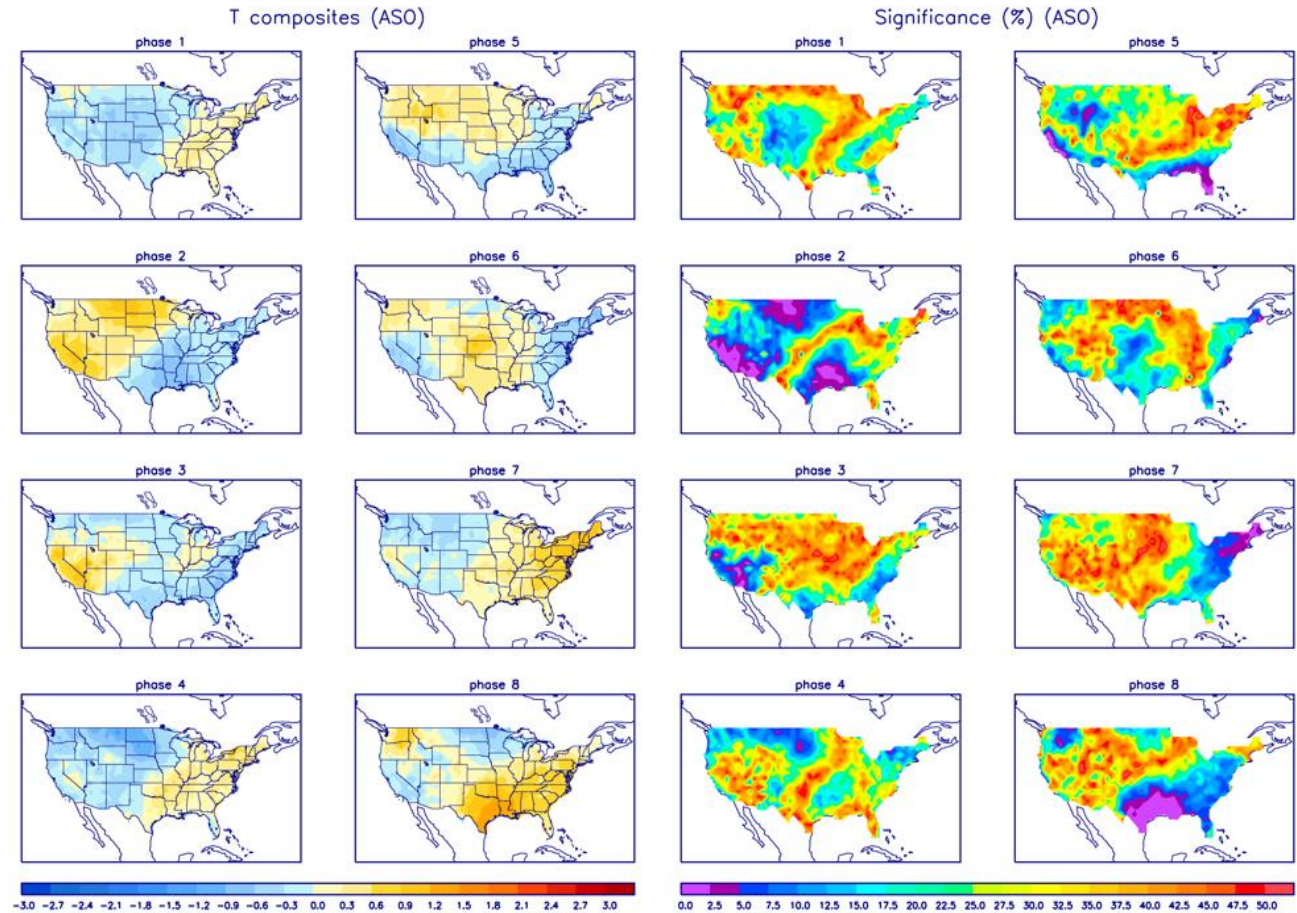 T composites (ASO)
Significance (%) (ASO)
phase 1
phase 5
phase 1
phase 5
phase 2
phase 6
phase 2
phase 6
phase 3
phase 7
phase 3
phase 7
phase 4
phase 8
phase 4
phase 8
-3.0 -2.7 -2.4 -2.1 -1.8 -1.5 -0.9 -0.6 -0.3 0.0 0.3 0.6 0.9 1.2 1.5 1.8 2.1 2.4 2.7 3.0
0.0 2.5 5.0 7.5 10.0 12.5 15.0 17.5 20.0 22.5 25.0 27.5 30.0 32.5 35.0 37.5 40.0 42.5 45.0 47.5 50.0